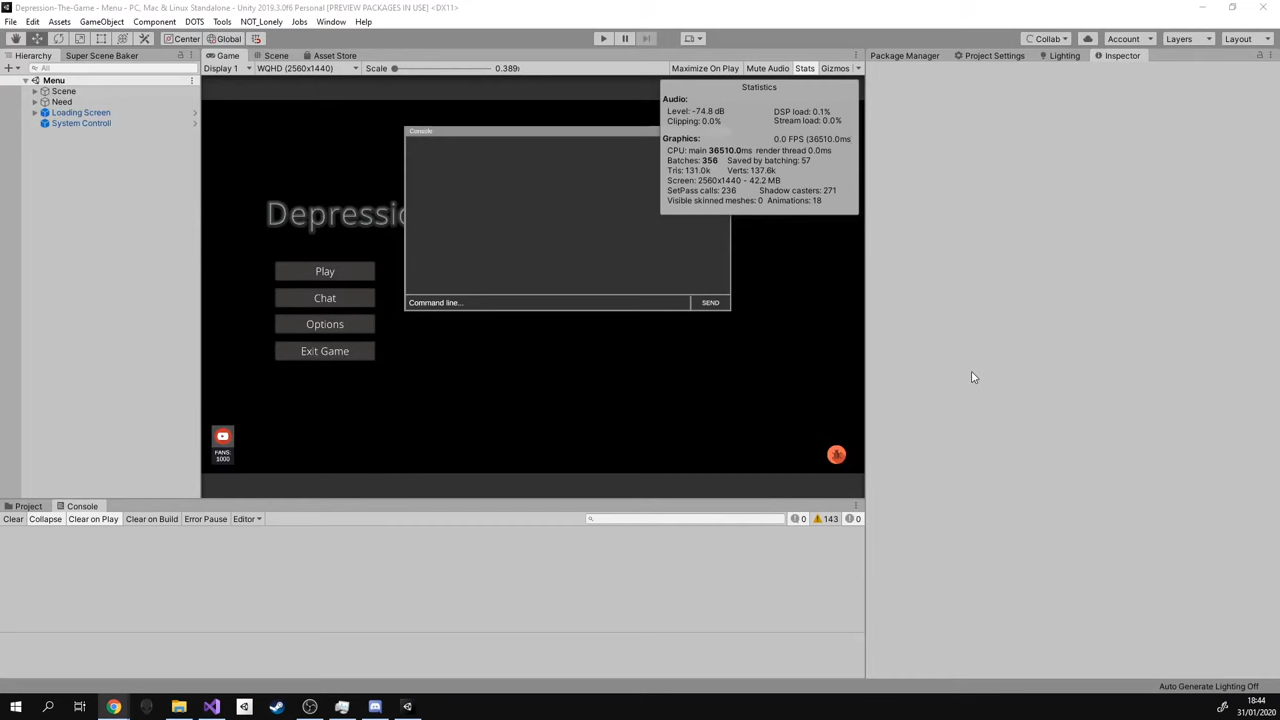 Depression-The-Game - Menu - PC, Mac & Linux Standalone - Unity 2019.3.0f6 Personal [PREVIEW PACKAGES IN USE] <DX11>
File Edit Assets GameObject Component DOTS Tools NOT_Lonely Jobs Window Help
Center Global Collab Account Layers Layout
Hierarchy Super Scene Baker Game Scene Asset Store Package Manager Project Settings Lighting Inspector
All Display 1 WQHD (2560x1440) Scale 0.389x Maximize On Play Mute Audio Stats Gizmos
Menu
Scene
Need
Loading Screen
System Controll
Statistics
Audio:
Level: -74.8 dB DSP load: 0.1%
Clipping: 0.0% Stream load: 0.0%
Graphics: 0.0 FPS (36510.0ms
CPU: main 36510.0ms render thread 0.0ms
Batches: 356 Saved by batching: 57
Tris: 131.0k Verts: 137.6k
Screen: 2560x1440 - 42.2 MB
SetPass calls: 236 Shadow casters: 271
Visible skinned meshes: 0 Animations: 18
Console
Depressio
Play
Chat
Options
Exit Game
Command line... SEND
FANS:
1000
Project Console
Clear Collapse Clear on Play Clear on Build Error Pause Editor 0 143 0
Auto Generate Lighting Off
18:44
31/01/2020